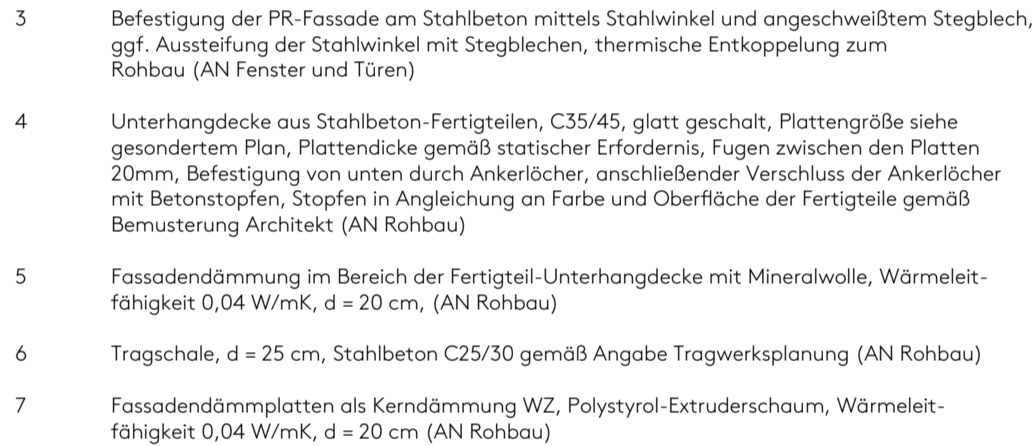 3 Befestigung der PR-Fassade am Stahlbeton mittels Stahlwinkel und angeschweißtem Stegblech,
ggf. Aussteifung der Stahlwinkel mit Stegblechen, thermische Entkoppelung zum
Rohbau (AN Fenster und Türen)
4 Unterhangdecke aus Stahlbeton-Fertigteilen, C35/45, glatt geschalt, Plattengröße siehe
gesondertem Plan, Plattendicke gemäß statischer Erfordernis, Fugen zwischen den Platten
20mm, Befestigung von unten durch Ankerlöcher, anschließender Verschluss der Ankerlöcher
mit Betonstopfen, Stopfen in Angleichung an Farbe und Oberfläche der Fertigteile gemäß
Bemusterung Architekt (AN Rohbau)
5 Fassadendämmung im Bereich der Fertigteil-Unterhangdecke mit Mineralwolle, Wärmeleit-
fähigkeit 0,04 W/mK, d = 20 cm, (AN Rohbau)
6 Tragschale, d = 25 cm, Stahlbeton C25/30 gemäß Angabe Tragwerksplanung (AN Rohbau)
7 Fassadendämmplatten als Kerndämmung WZ, Polystyrol-Extruderschaum, Wärmeleit-
fähigkeit 0,04 W/mK, d = 20 cm (AN Rohbau)